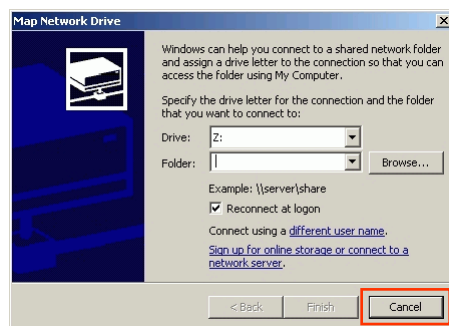 Map Network Drive
Windows can help you connect to a shared network folder
and assign a drive letter to the connection so that you can
access the folder using My Computer.
Specify the drive letter for the connection and the folder
that you want to connect to:
Drive: Z:
Folder: Browse...
Example: \\server\share
Reconnect at logon
Connect using a different user name.
Sign up for online storage or connect to a
network server.
< Back Finish Cancel